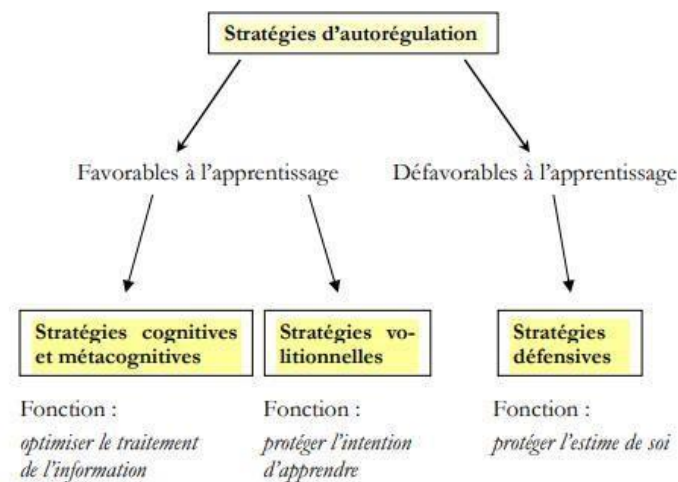 Stratégies d'autorégulation
Favorables à l'apprentissage
Défavorables à l'apprentissage
Stratégies cognitives
et métacognitives
Stratégies vo-
litionnelles
Stratégies
défensives
Fonction :
optimiser le traitement
de l'information
Fonction :
protéger l'intention
d'apprendre
Fonction :
protéger l'estime de soi